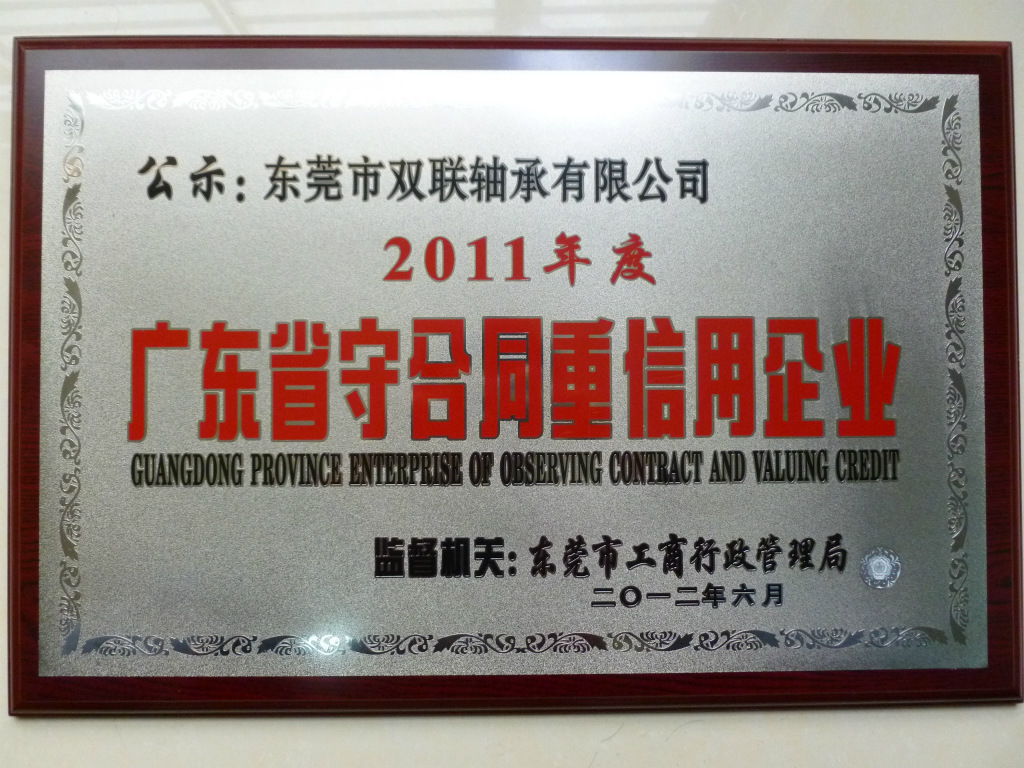 公示：东莞市双联轴承有限公司
2011年度
广东省守合同重信用企业
GUANGDONG PROVINCE ENTERPRISE OF OBSERVING CONTRACT AND VALUING CREDIT
监督机关：东莞市工商行政管理局
二〇一二年六月